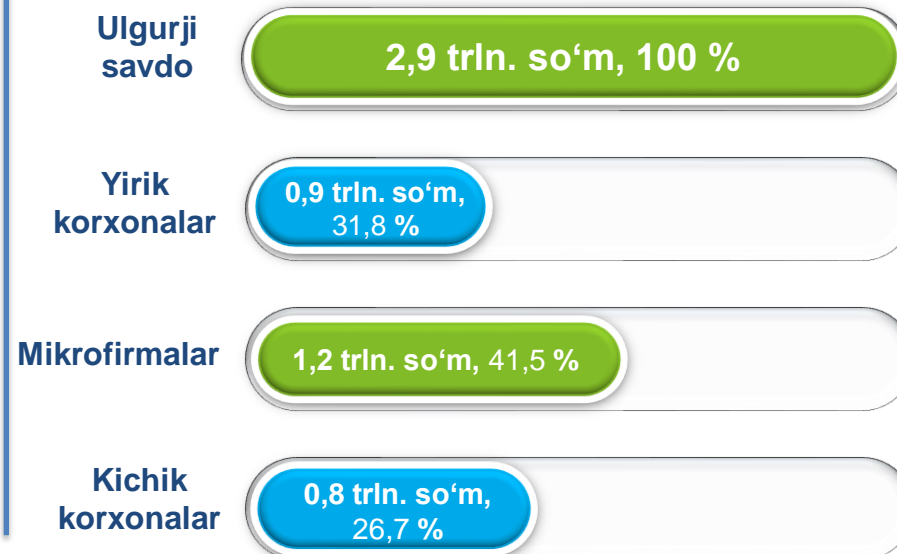 Ulgurji
savdo
2,9 trln. so‘m, 100 %
Yirik
korxonalar
0,9 trln. so‘m,
31,8 %
Mikrofirmalar
1,2 trln. so‘m, 41,5 %
Kichik
korxonalar
0,8 trln. so‘m,
26,7 %